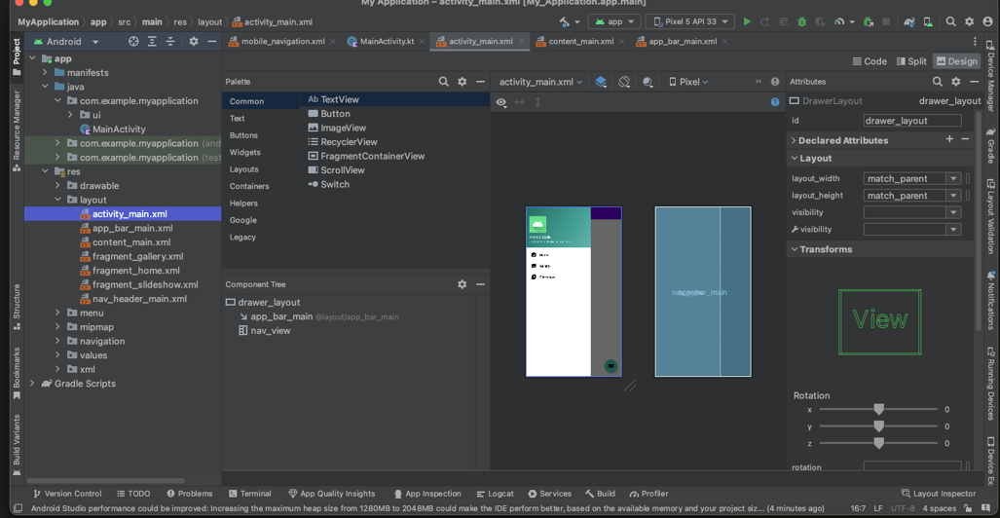 My Application – activity_main.xml [My_Application.app.main]
MyApplication app src main res layout activity_main.xml
app Pixel 5 API 33
Android
mobile_navigation.xml MainActivity.kt activity_main.xml content_main.xml app_bar_main.xml
Code Split Design
Project
Resource Manager
Structure
Bookmarks
Build Variants
app
manifests
java
com.example.myapplication
ui
MainActivity
com.example.myapplication (and
com.example.myapplication (test
res
drawable
layout
activity_main.xml
app_bar_main.xml
content_main.xml
fragment_gallery.xml
fragment_home.xml
fragment_slideshow.xml
nav_header_main.xml
menu
mipmap
navigation
values
xml
Gradle Scripts
Palette
Common
Text
Buttons
Widgets
Layouts
Containers
Helpers
Google
Legacy
Ab TextView
Button
ImageView
RecyclerView
FragmentContainerView
ScrollView
Switch
Component Tree
drawer_layout
app_bar_main @layout/app_bar_main
nav_view
activity_main.xml Pixel
Attributes
DrawerLayout drawer_layout
id drawer_layout
Declared Attributes
Layout
layout_width match_parent
layout_height match_parent
visibility
visibility
Transforms
View
Rotation
x 0
y 0
z 0
rotation
Device Manager
Gradle
Layout Validation
Notifications
Running Devices
Device Ex
Version Control TODO Problems Terminal App Quality Insights App Inspection Logcat Services Build Profiler Layout Inspector
Android Studio performance could be improved: Increasing the maximum heap size from 1280MB to 2048MB could make the IDE perform better, based on the available memory and your project siz... (4 minutes ago) 16:7 LF UTF-8 4 spaces